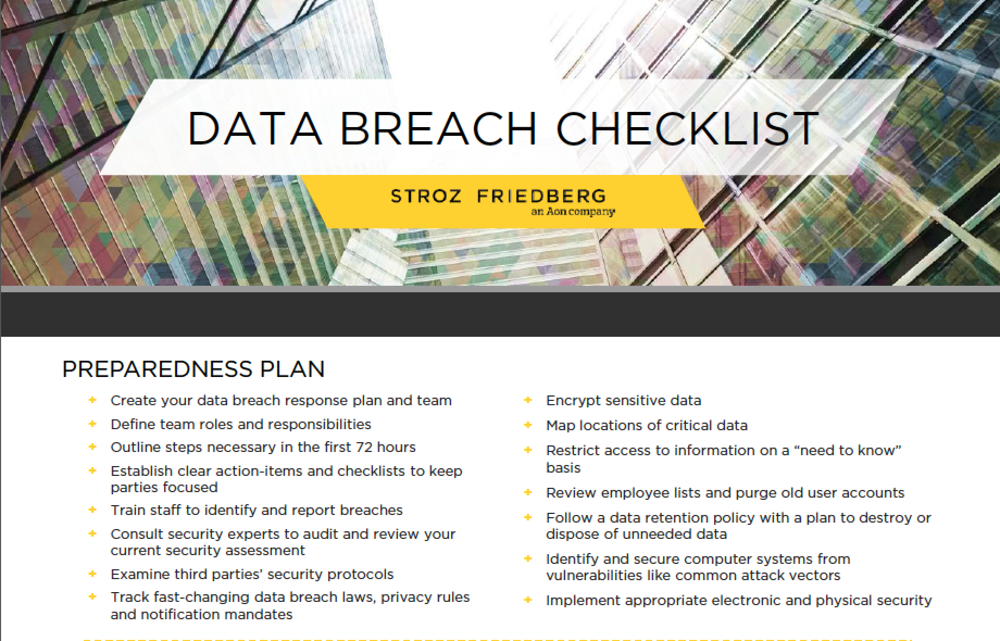 DATA BREACH CHECKLIST
STROZ FRIEDBERG
an Aon company
PREPAREDNESS PLAN
+ Create your data breach response plan and team
+ Define team roles and responsibilities
+ Outline steps necessary in the first 72 hours
+ Establish clear action-items and checklists to keep
parties focused
+ Train staff to identify and report breaches
+ Consult security experts to audit and review your
current security assessment
+ Examine third parties’ security protocols
+ Track fast-changing data breach laws, privacy rules
and notification mandates
+ Encrypt sensitive data
+ Map locations of critical data
+ Restrict access to information on a “need to know”
basis
+ Review employee lists and purge old user accounts
+ Follow a data retention policy with a plan to destroy or
dispose of unneeded data
+ Identify and secure computer systems from
vulnerabilities like common attack vectors
+ Implement appropriate electronic and physical security